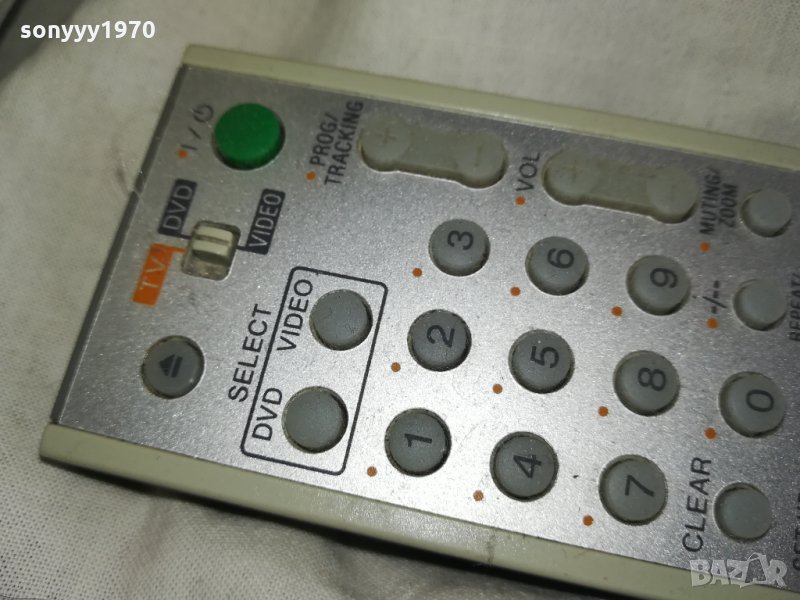 sonyyy1970
I/⏻
PROG/
TRACKING
VOL
MUTING/
ZOOM
TV
DVD
VIDEO
SELECT
DVD
VIDEO
1
2
3
4
5
6
7
8
9
0
-/--
CLEAR
BAZAR